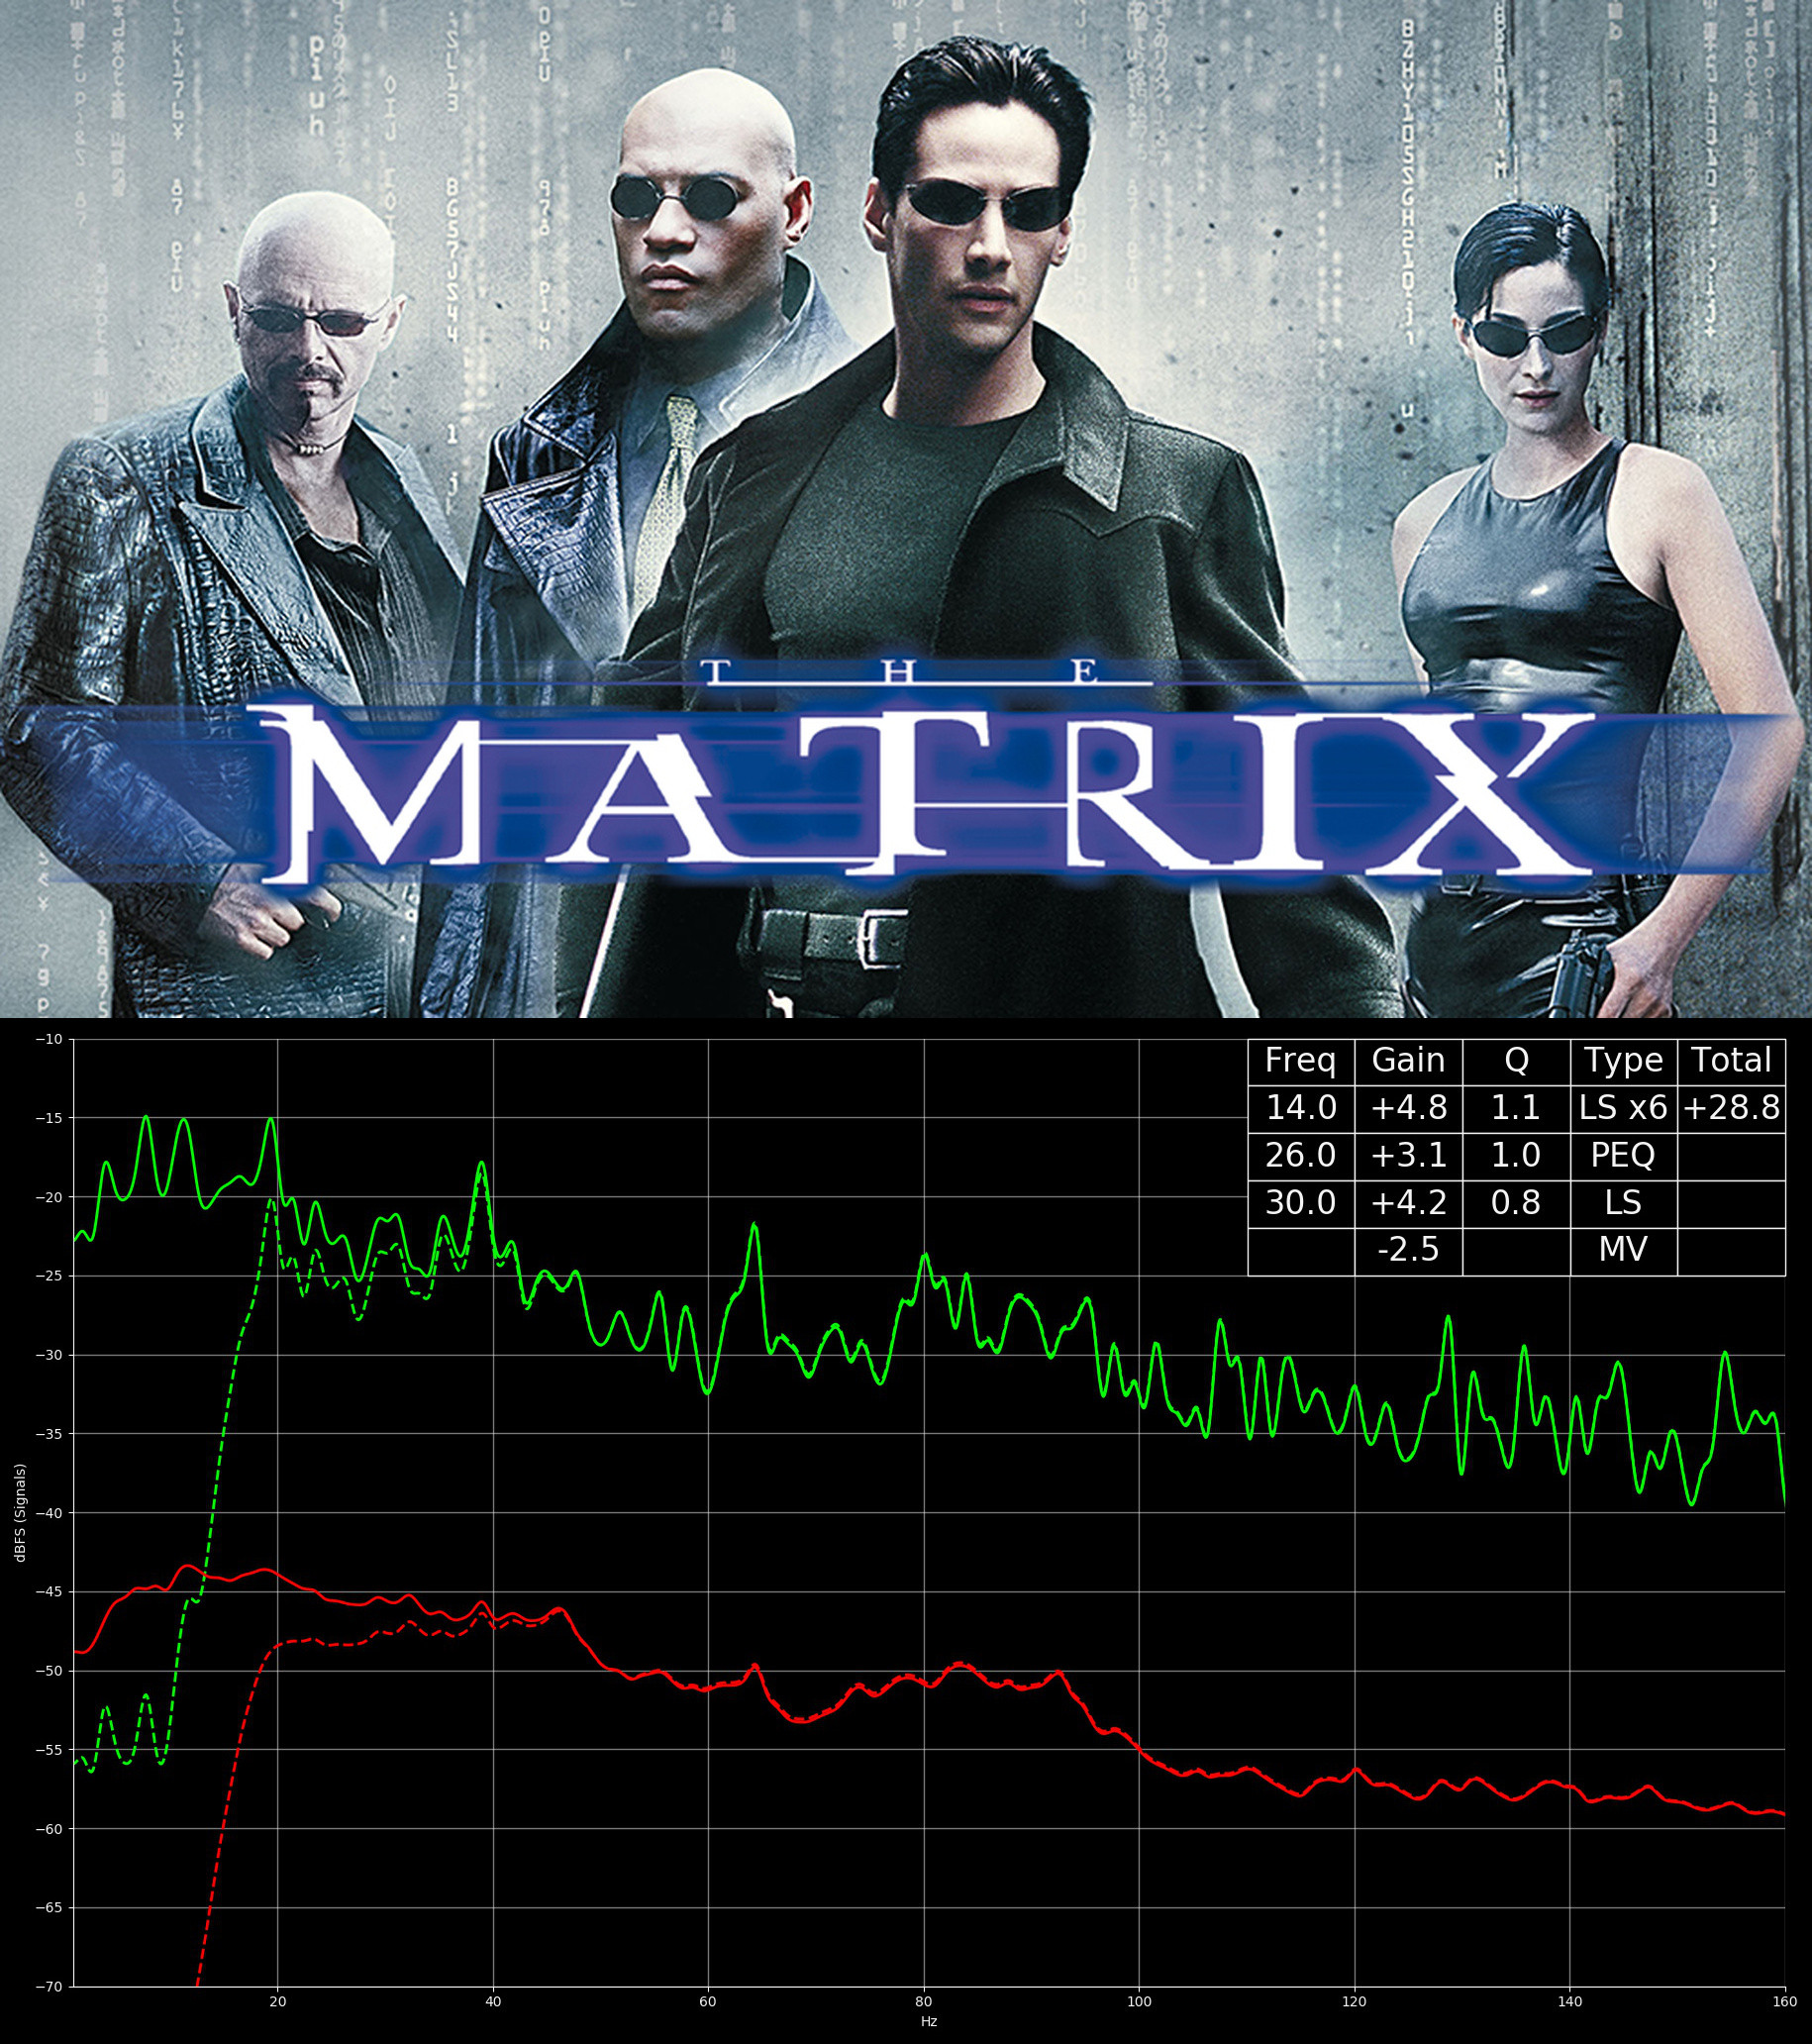 THE
MATRIX
Freq Gain Q Type Total
14.0 +4.8 1.1 LS x6 +28.8
26.0 +3.1 1.0 PEQ
30.0 +4.2 0.8 LS
-2.5 MV
−10
−15
−20
−25
−30
−35
−40
−45
−50
−55
−60
−65
−70
dBFS (Signals)
20 40 60 80 100 120 140 160
Hz